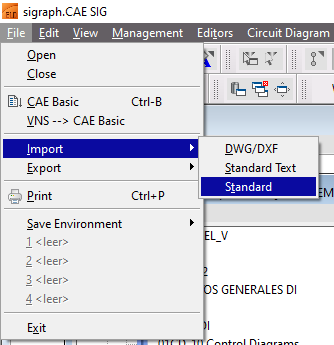 sigraph.CAE SIG
File Edit View Management Editors Circuit Diagram
Open
Close
CAE Basic Ctrl-B
VNS --> CAE Basic
Import
DWG/DXF
Export
Standard Text
Print Ctrl+P
Standard
Save Environment
1 <leer>
2 <leer>
3 <leer>
4 <leer>
Exit
EL_V
2
OS GENERALES DI
DI
01CD_10 Control Diagrams